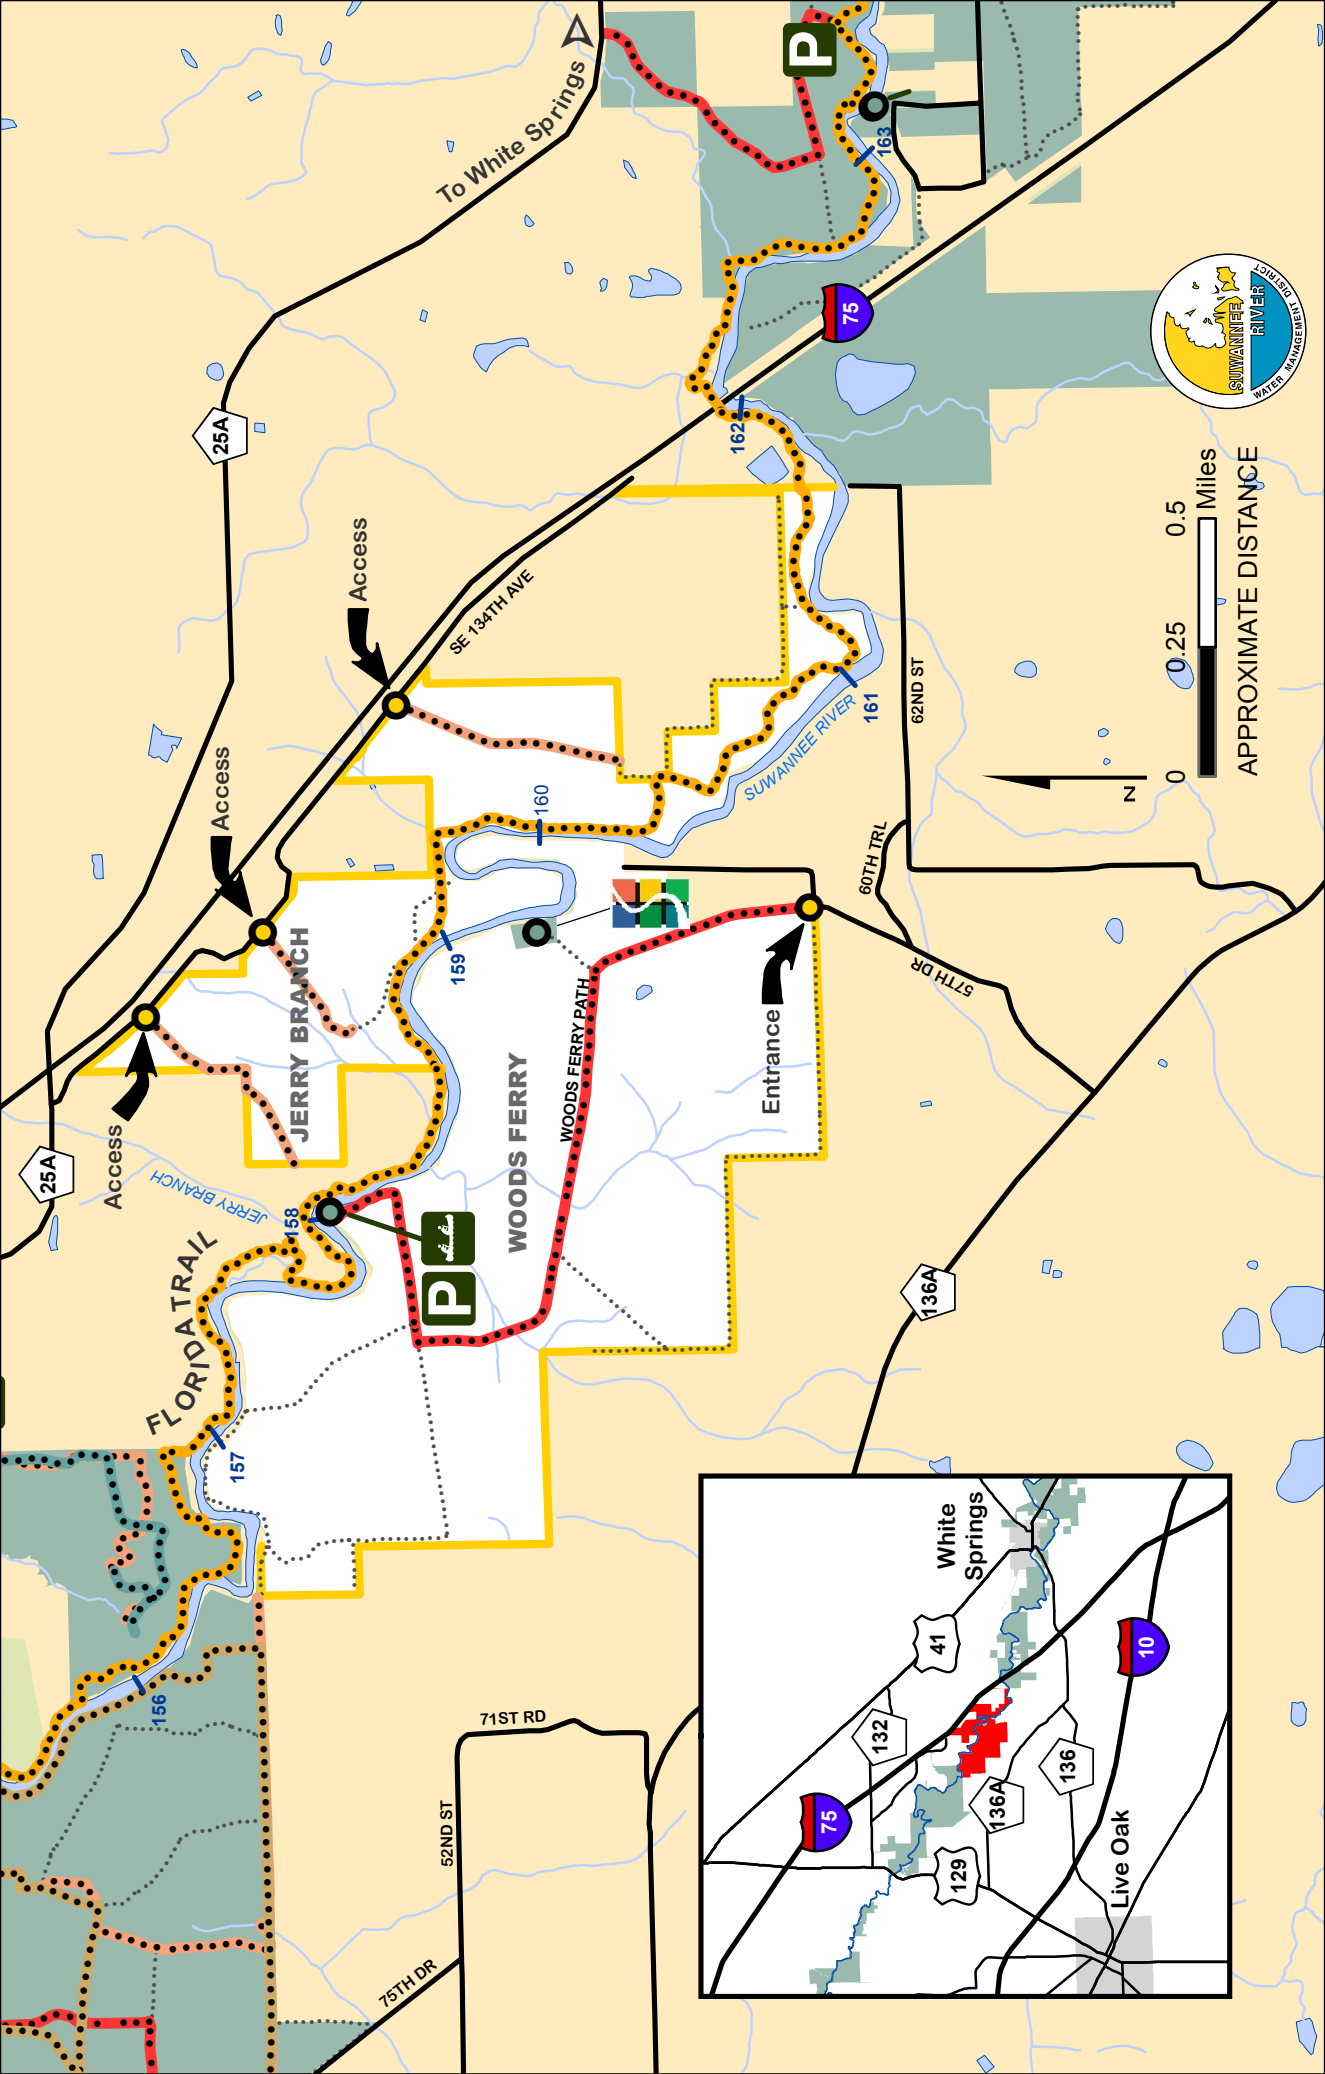 To White Springs
P
163
25A
75
162
Access
SE 134TH AVE
SUWANNEE
RIVER
WATER MANAGEMENT DISTRICT
Access
62ND ST
161
SUWANNEE RIVER
0 0.25 0.5 Miles
APPROXIMATE DISTANCE
N
160
60TH TRL
57TH DR
159
JERRY BRANCH
WOODS FERRY
WOODS FERRY PATH
Entrance
25A
Access
JERRY BRANCH
158
FLORIDA TRAIL
P
136A
157
156
71ST RD
52ND ST
75TH DR
White
Springs
41
10
132
75
136A
136
129
Live Oak